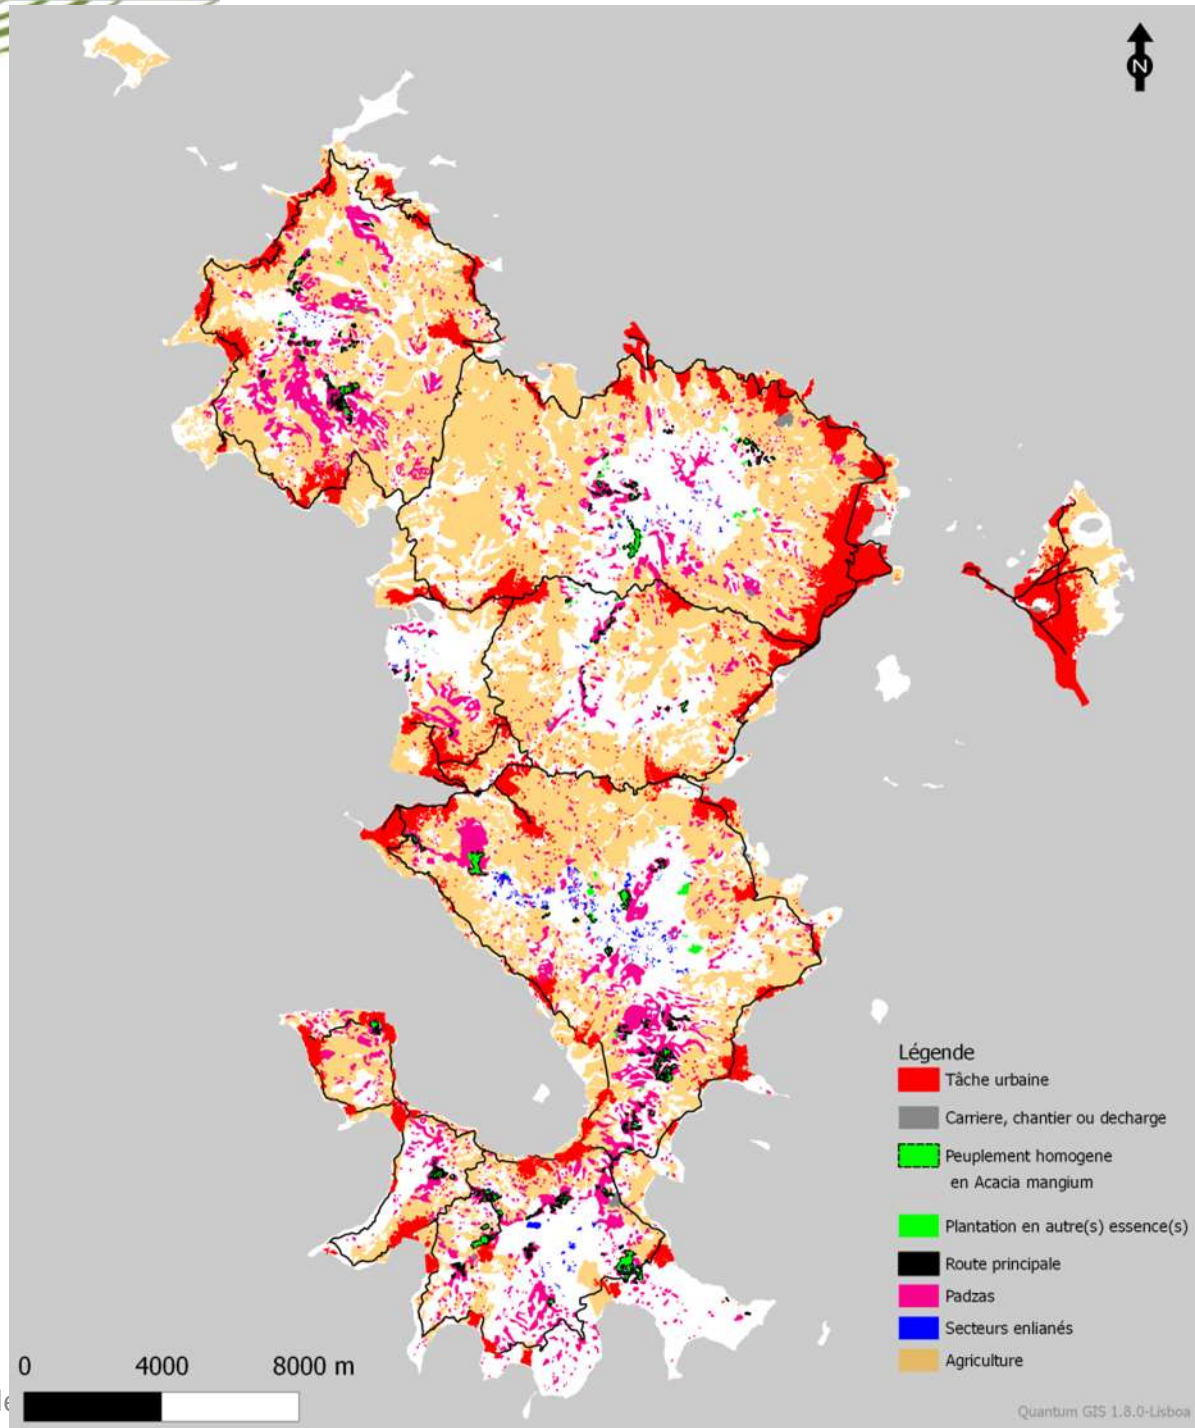 N
Légende
Tâche urbaine
Carriere, chantier ou decharge
Peuplement homogene
en Acacia mangium
Plantation en autre(s) essence(s)
Route principale
Padzas
Secteurs enlianés
Agriculture
0 4000 8000 m
Quantum GIS 1.8.0-Lisboa